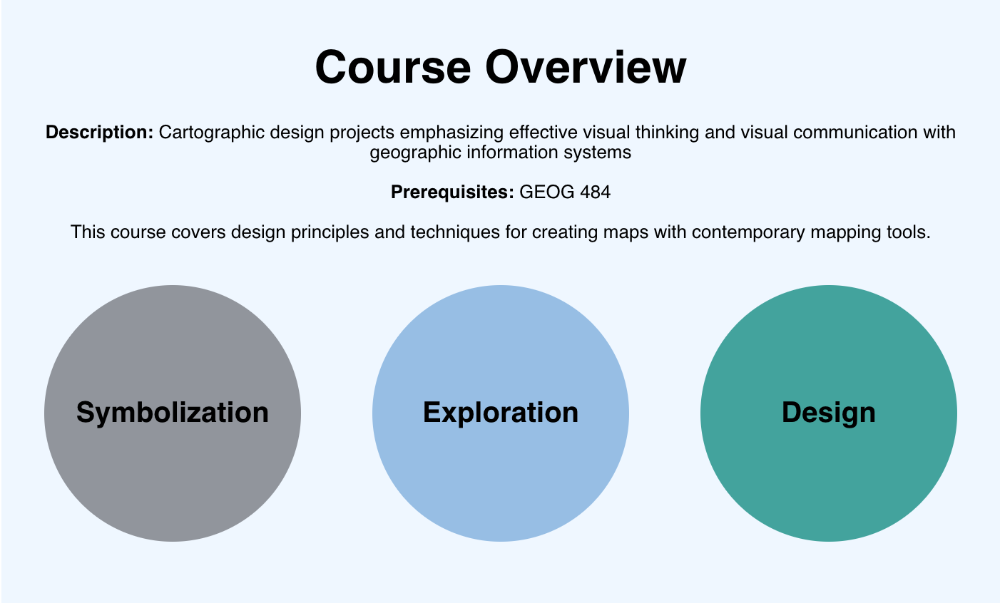 Course Overview
Description: Cartographic design projects emphasizing effective visual thinking and visual communication with
geographic information systems
Prerequisites: GEOG 484
This course covers design principles and techniques for creating maps with contemporary mapping tools.
Symbolization
Exploration
Design